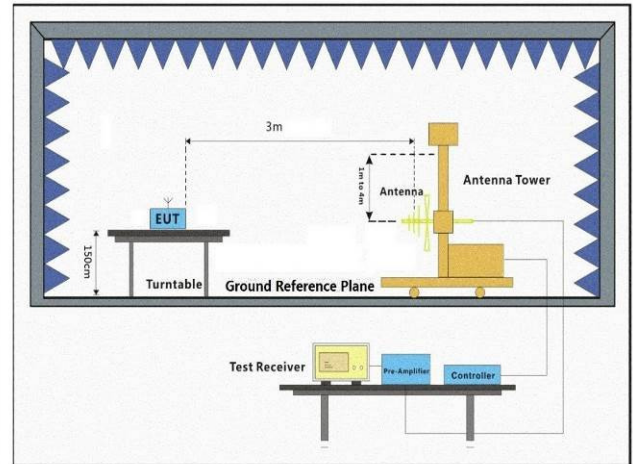 3m
1m to 4m
Antenna
Antenna Tower
EUT
150cm
Turntable
Ground Reference Plane
Test Receiver
Pre-Amplifier
Controller